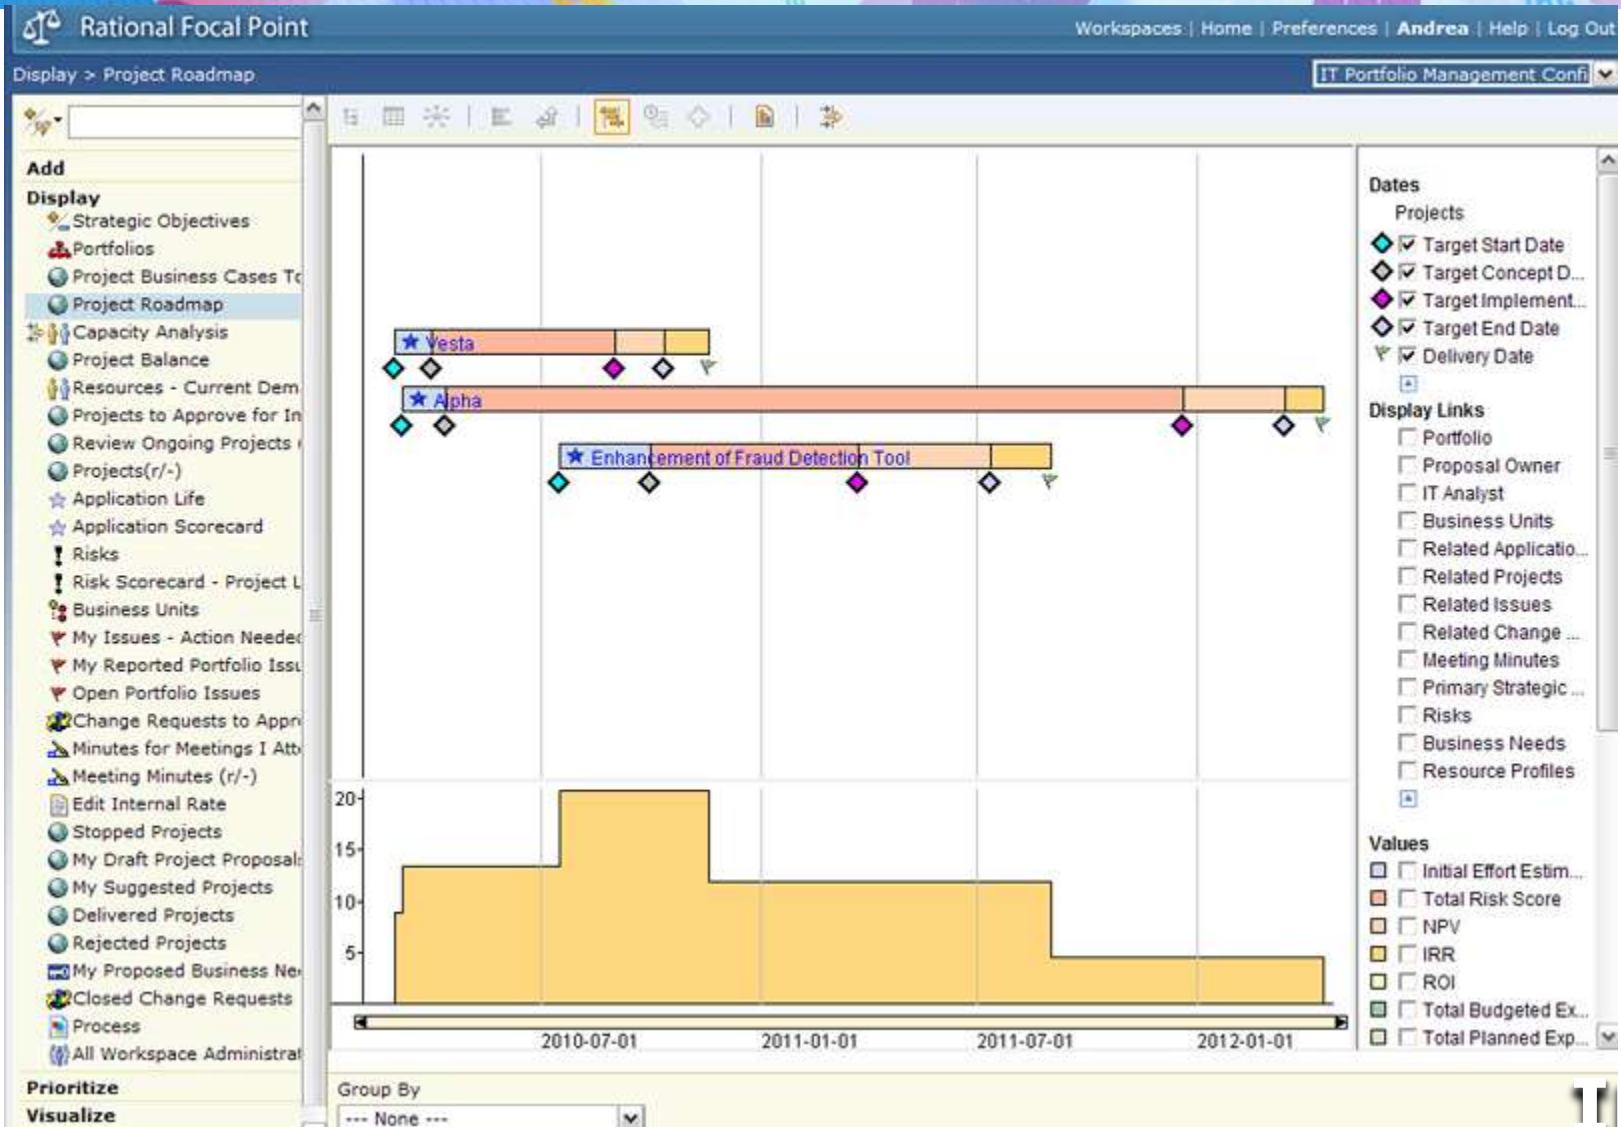 Rational Focal Point
Workspaces | Home | Preferences | Andrea | Help | Log Out
Display > Project Roadmap
IT Portfolio Management Confi
Add
Display
Strategic Objectives
Portfolios
Project Business Cases To
Project Roadmap
Capacity Analysis
Project Balance
Resources - Current Dem
Projects to Approve for In
Review Ongoing Projects
Projects(r/-)
Application Life
Application Scorecard
Risks
Risk Scorecard - Project L
Business Units
My Issues - Action Needed
My Reported Portfolio Issu
Open Portfolio Issues
Change Requests to Appr
Minutes for Meetings I Att
Meeting Minutes (r/-)
Edit Internal Rate
Stopped Projects
My Draft Project Proposals
My Suggested Projects
Delivered Projects
Rejected Projects
My Proposed Business Ne
Closed Change Requests
Process
All Workspace Administrat
Prioritize
Visualize
Vesta
Alpha
Enhancement of Fraud Detection Tool
20
15
10
5
2010-07-01 2011-01-01 2011-07-01 2012-01-01
Group By
--- None ---
Dates
Projects
Target Start Date
Target Concept D...
Target Implement...
Target End Date
Delivery Date
Display Links
Portfolio
Proposal Owner
IT Analyst
Business Units
Related Applicatio...
Related Projects
Related Issues
Related Change ...
Meeting Minutes
Primary Strategic ...
Risks
Business Needs
Resource Profiles
Values
Initial Effort Estim...
Total Risk Score
NPV
IRR
ROI
Total Budgeted Ex...
Total Planned Exp...